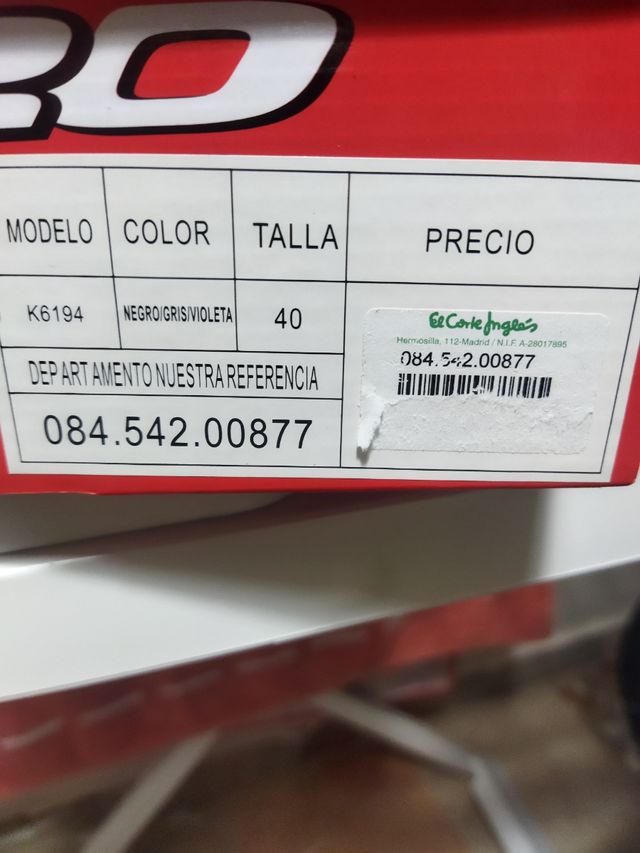 RO
MODELO COLOR TALLA PRECIO
K6194 NEGRO/GRIS/VIOLETA 40
El Corte Inglés
Hermosilla, 112-Madrid / N.I.F. A-28017895
084.542.00877
DEPARTAMENTO NUESTRA REFERENCIA
084.542.00877